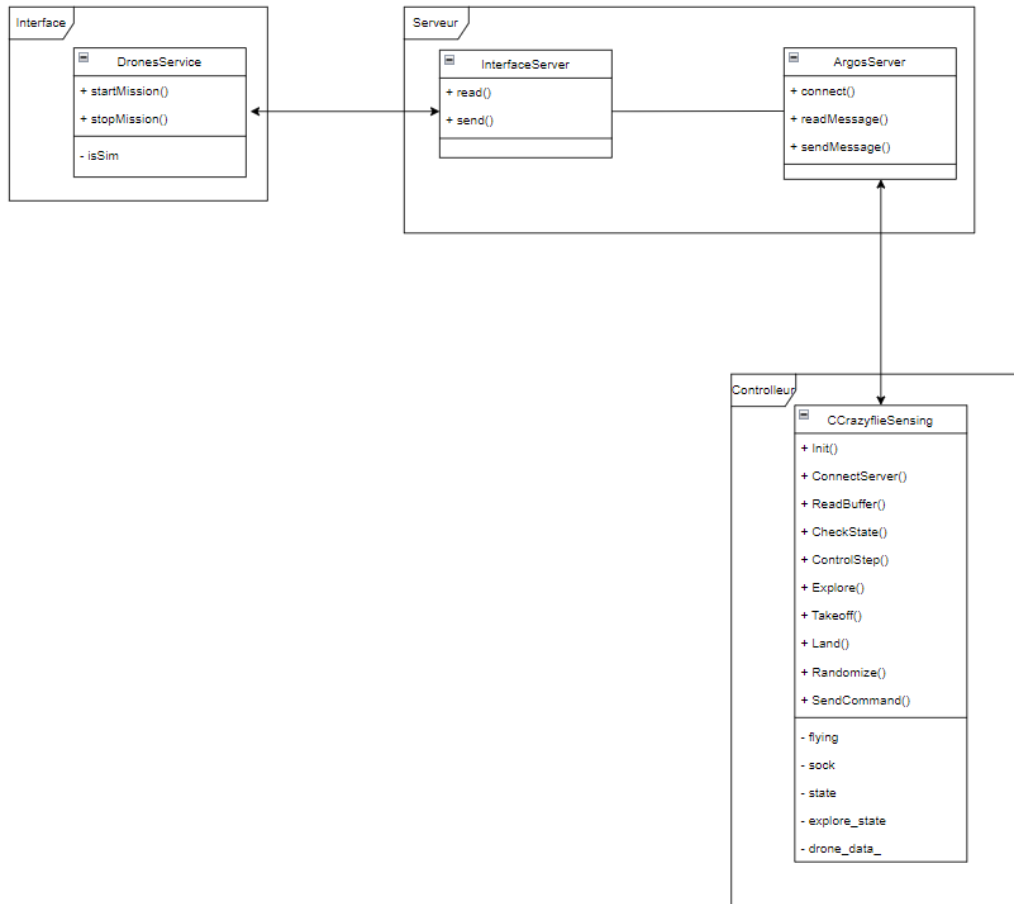 Interface
DronesService
+ startMission()
+ stopMission()
- isSim
Serveur
InterfaceServer
+ read()
+ send()
ArgosServer
+ connect()
+ readMessage()
+ sendMessage()
Controlleur
CCrazyflieSensing
+ Init()
+ ConnectServer()
+ ReadBuffer()
+ CheckState()
+ ControlStep()
+ Explore()
+ Takeoff()
+ Land()
+ Randomize()
+ SendCommand()
- flying
- sock
- state
- explore_state
- drone_data_